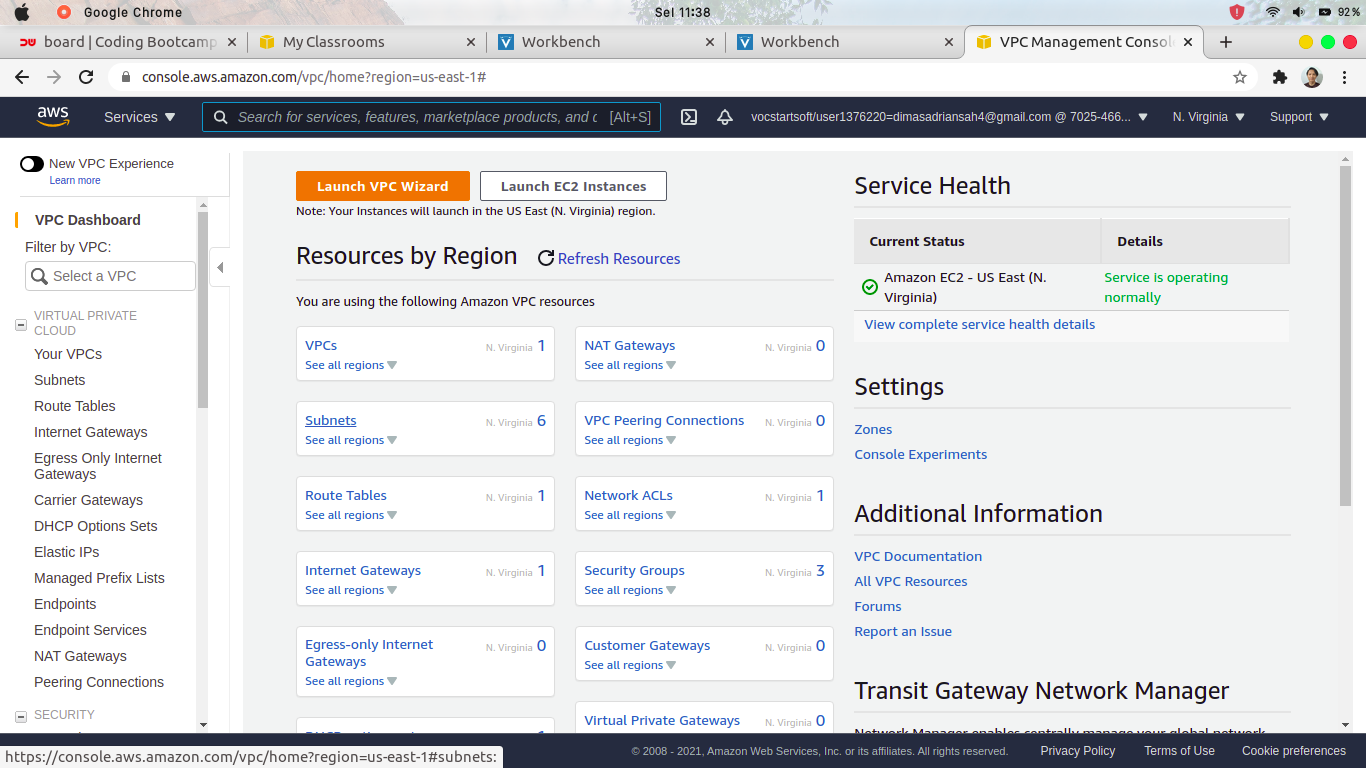 Google Chrome
Sel 11:38
92%
board | Coding Bootcamp
My Classrooms
Workbench
Workbench
VPC Management Consol
console.aws.amazon.com/vpc/home?region=us-east-1#
aws
Services
Search for services, features, marketplace products, and d
[Alt+S]
vocstartsoft/user1376220=dimasadriansah4@gmail.com @ 7025-466...
N. Virginia
Support
New VPC Experience
Learn more
VPC Dashboard
Filter by VPC:
Select a VPC
VIRTUAL PRIVATE
CLOUD
Your VPCs
Subnets
Route Tables
Internet Gateways
Egress Only Internet
Gateways
Carrier Gateways
DHCP Options Sets
Elastic IPs
Managed Prefix Lists
Endpoints
Endpoint Services
NAT Gateways
Peering Connections
SECURITY
Launch VPC Wizard
Launch EC2 Instances
Note: Your Instances will launch in the US East (N. Virginia) region.
Resources by Region
Refresh Resources
You are using the following Amazon VPC resources
VPCs N. Virginia 1
See all regions
NAT Gateways N. Virginia 0
See all regions
Subnets N. Virginia 6
See all regions
VPC Peering Connections N. Virginia 0
See all regions
Route Tables N. Virginia 1
See all regions
Network ACLs N. Virginia 1
See all regions
Internet Gateways N. Virginia 1
See all regions
Security Groups N. Virginia 3
See all regions
Egress-only Internet N. Virginia 0
Gateways
See all regions
Customer Gateways N. Virginia 0
See all regions
Virtual Private Gateways N. Virginia 0
Service Health
Current Status Details
Amazon EC2 - US East (N.
Virginia)
Service is operating
normally
View complete service health details
Settings
Zones
Console Experiments
Additional Information
VPC Documentation
All VPC Resources
Forums
Report an Issue
Transit Gateway Network Manager
Network Manager enables centrally manage your global network
https://console.aws.amazon.com/vpc/home?region=us-east-1#subnets:
© 2008 - 2021, Amazon Web Services, Inc. or its affiliates. All rights reserved.
Privacy Policy
Terms of Use
Cookie preferences